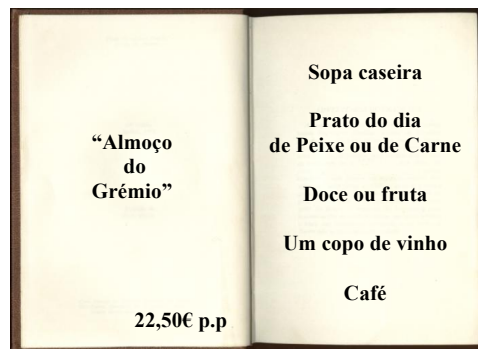 “Almoço
do
Grémio”
22,50€ p.p
Sopa caseira
Prato do dia
de Peixe ou de Carne
Doce ou fruta
Um copo de vinho
Café